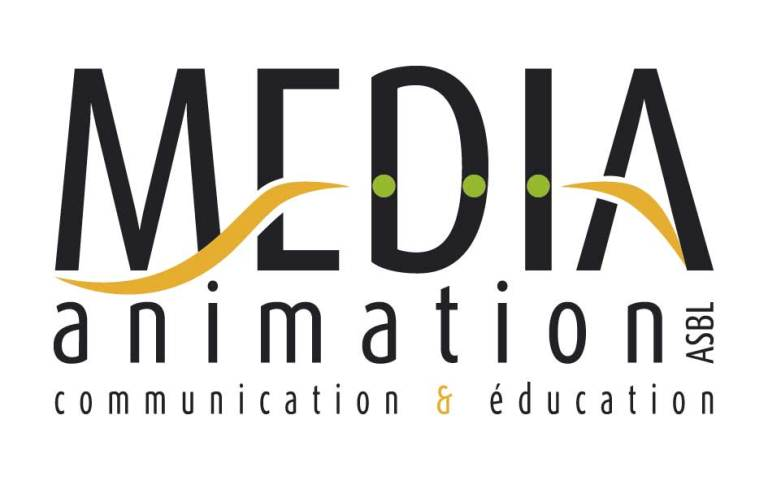 MEDIA
animation ASBL
communication & éducation